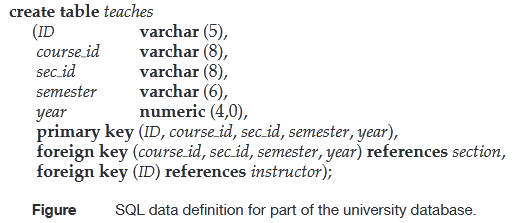 create table teaches
(ID varchar (5),
course_id varchar (8),
sec_id varchar (8),
semester varchar (6),
year numeric (4,0),
primary key (ID, course_id, sec_id, semester, year),
foreign key (course_id, sec_id, semester, year) references section,
foreign key (ID) references instructor);
Figure SQL data definition for part of the university database.